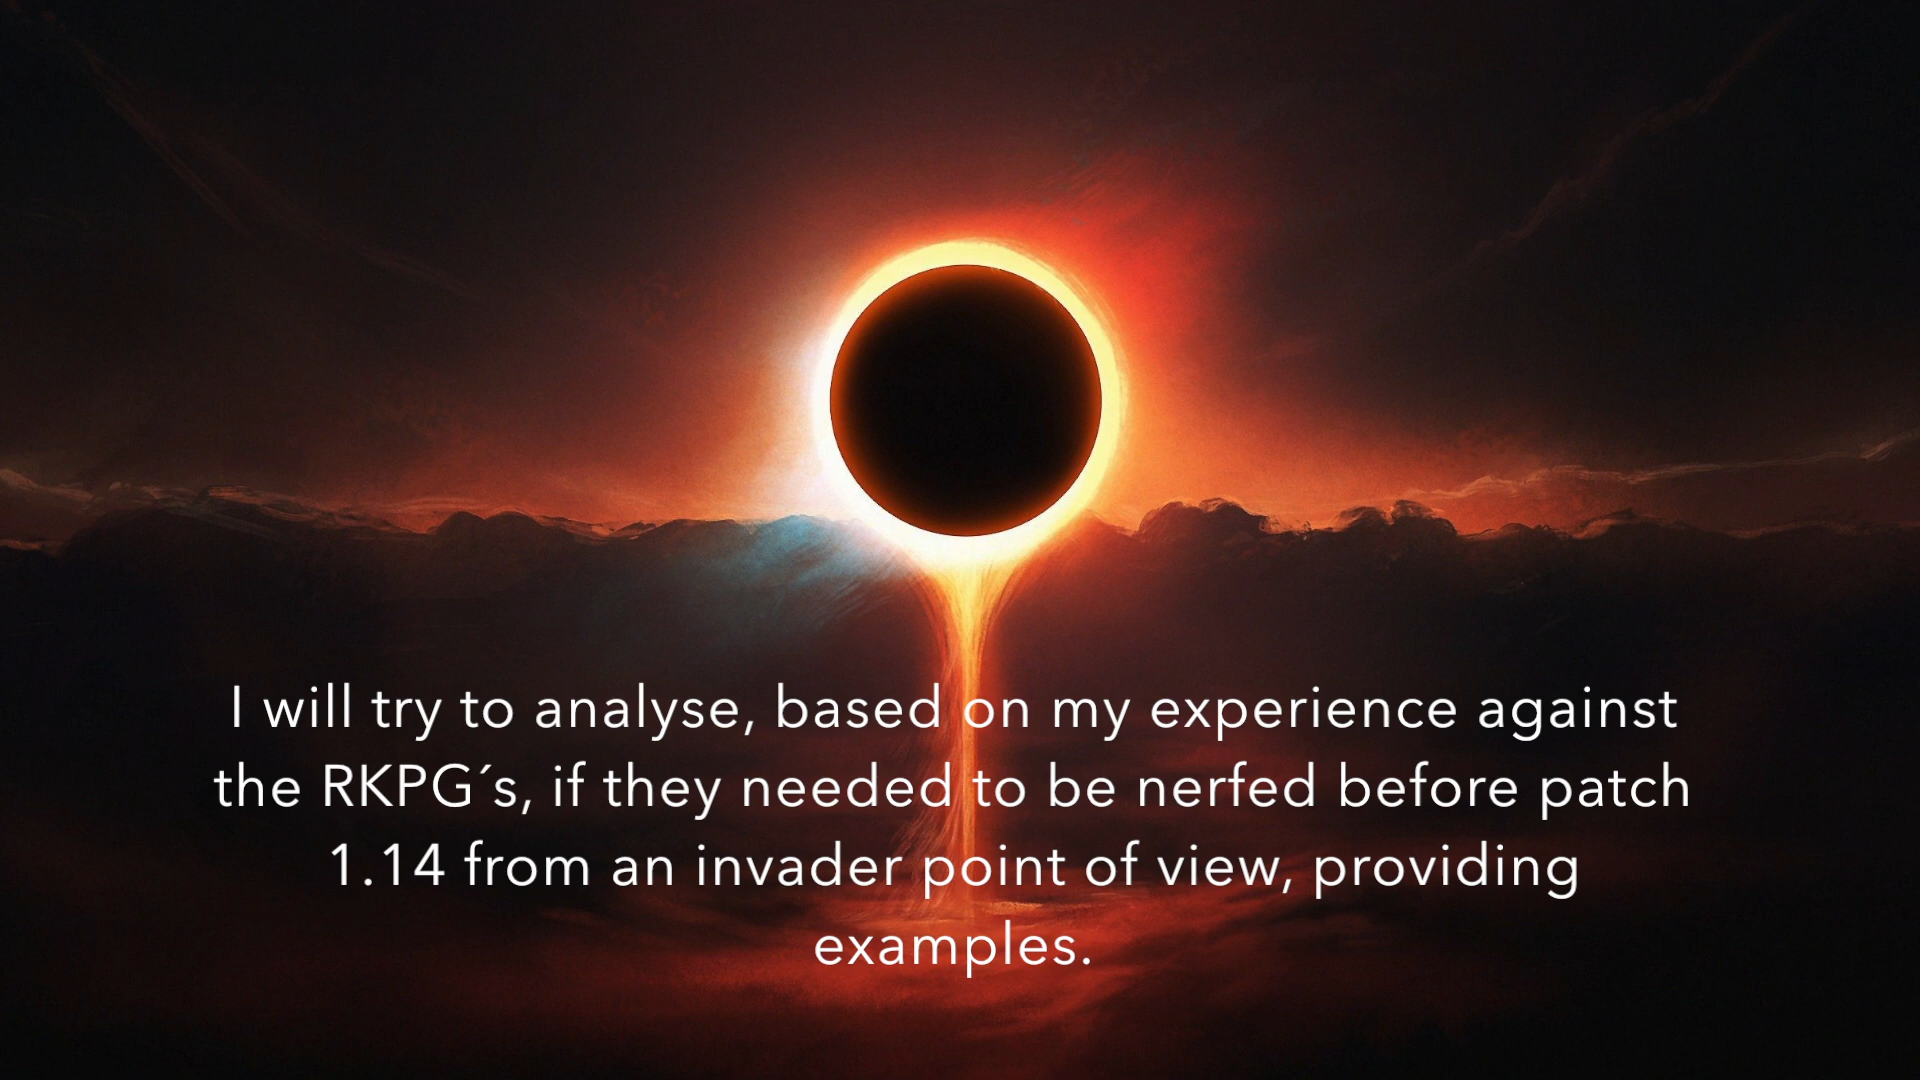 I will try to analyse, based on my experience against
the RKPG´s, if they needed to be nerfed before patch
1.14 from an invader point of view, providing
examples.